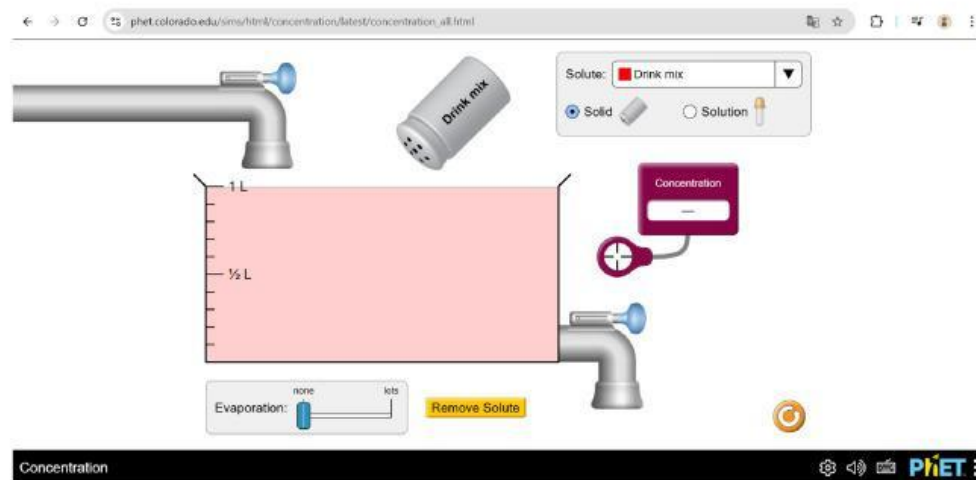 phet.colorado.edu/sims/html/concentration/latest/concentration_all.html
Drink mix
Solute: Drink mix
Solid
Solution
1 L
Concentration
—
½ L
none
lots
Evaporation:
Remove Solute
Concentration
PhET